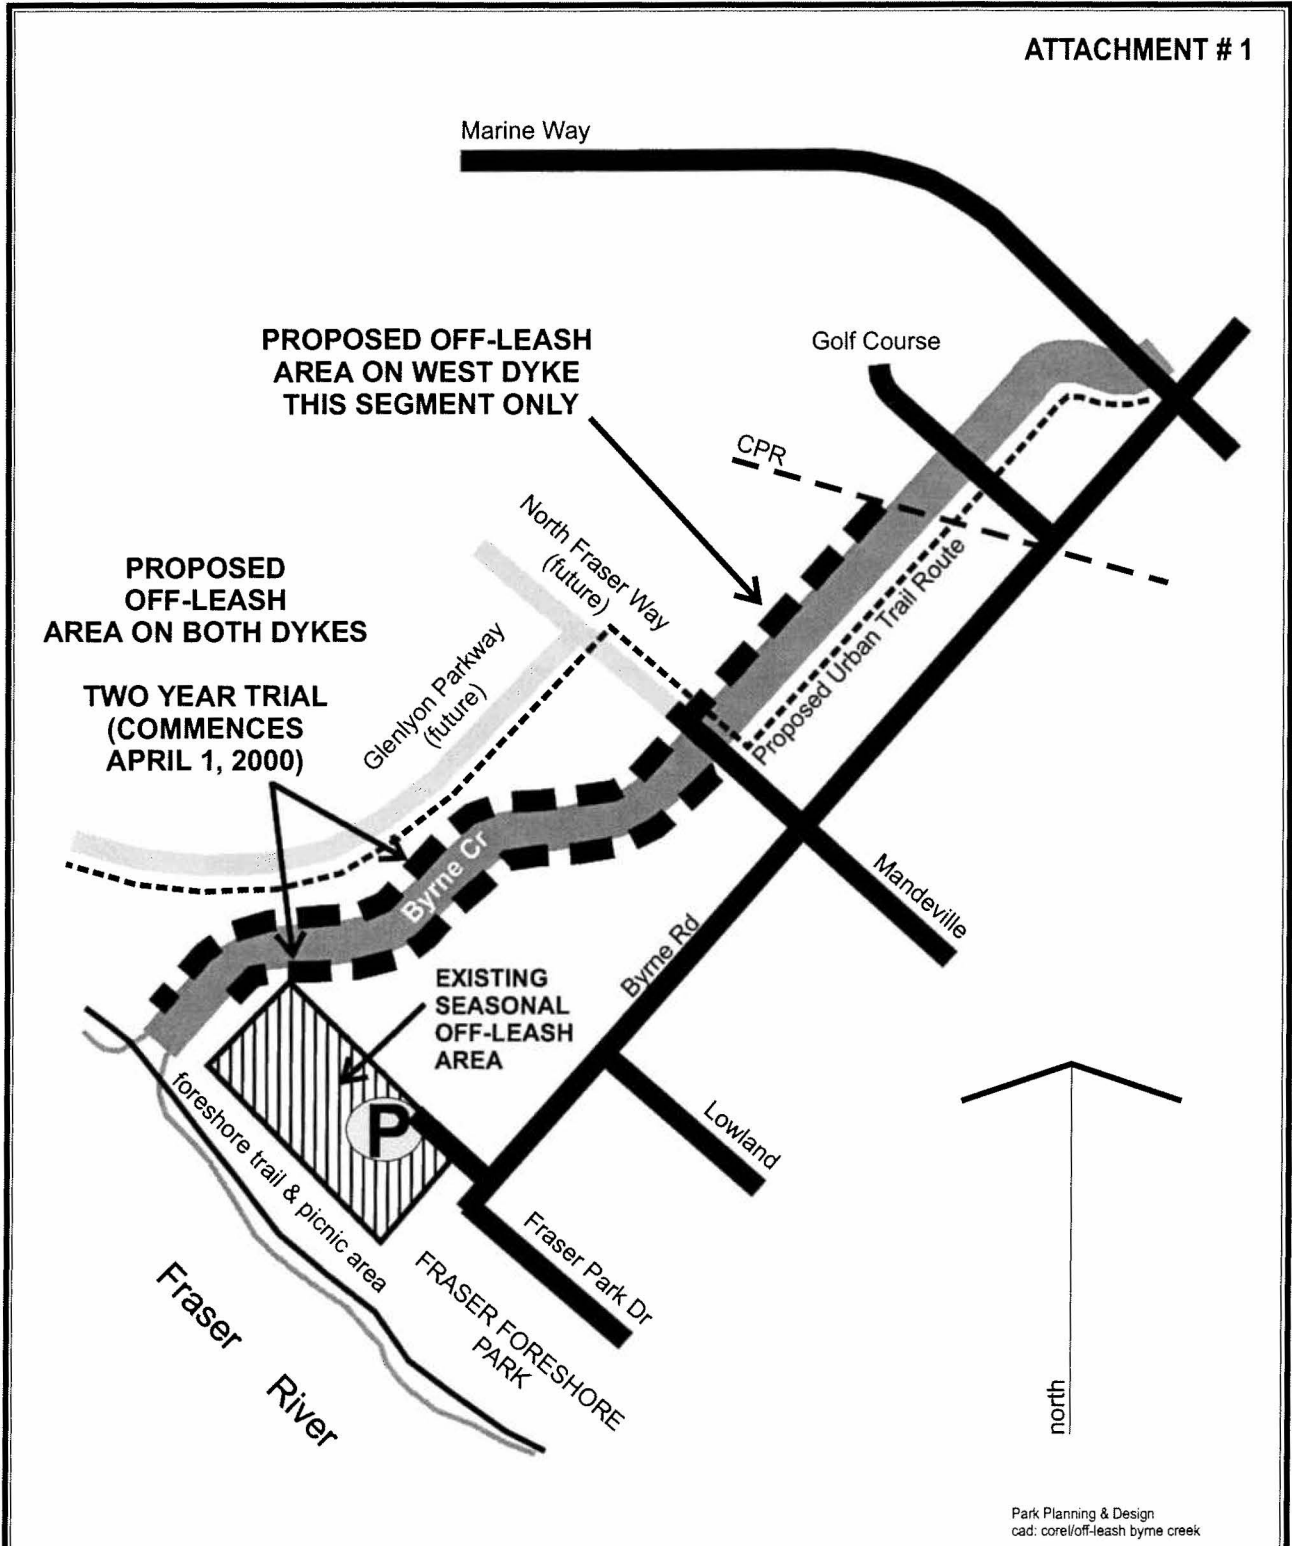 ATTACHMENT # 1
Marine Way
PROPOSED OFF-LEASH
AREA ON WEST DYKE
THIS SEGMENT ONLY
Golf Course
CPR
North Fraser Way
(future)
PROPOSED
OFF-LEASH
AREA ON BOTH DYKES
TWO YEAR TRIAL
(COMMENCES
APRIL 1, 2000)
Glenlyon Parkway
(future)
Proposed Urban Trail Route
Byrne Cr
Mandeville
Byrne Rd
EXISTING
SEASONAL
OFF-LEASH
AREA
P
Lowland
foreshore trail & picnic area
Fraser Park Dr
FRASER FORESHORE
PARK
Fraser
River
north
Park Planning & Design
cad: corel/off-leash byrne creek